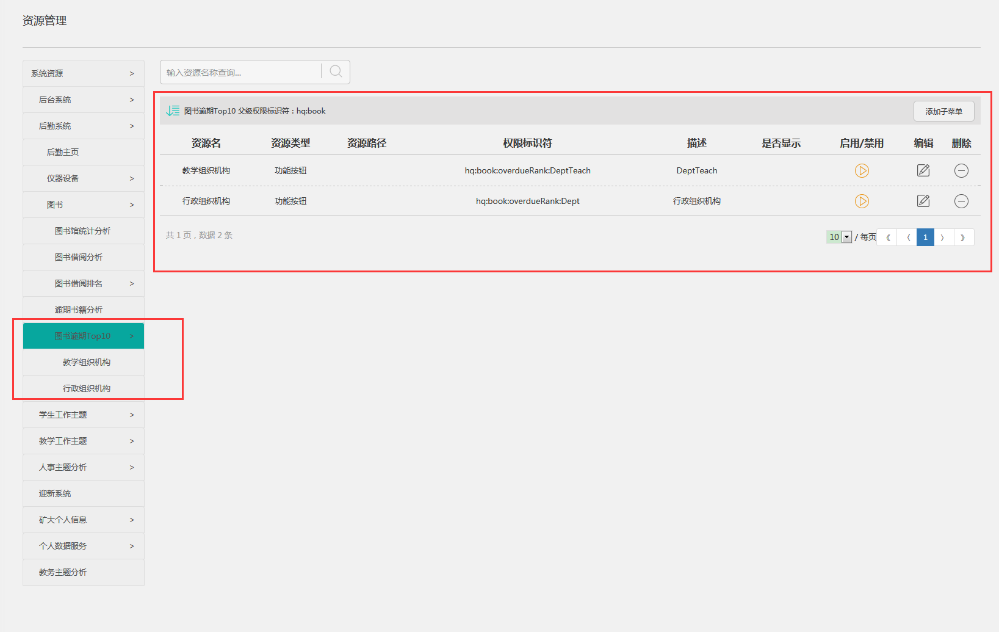 资源管理
系统资源 >
后台系统 >
后勤系统 >
后勤主页
仪器设备 >
图书 >
图书馆统计分析
图书借阅分析
图书借阅排名 >
逾期书籍分析
图书逾期Top10 >
教学组织机构
行政组织机构
学生工作主题 >
教学工作主题 >
人事主题分析 >
迎新系统
矿大个人信息 >
个人数据服务 >
教务主题分析
输入资源名称查询...
图书逾期Top10 父级权限标识符：hq:book 添加子菜单
资源名 资源类型 资源路径 权限标识符 描述 是否显示 启用/禁用 编辑 删除
教学组织机构 功能按钮 hq:book:overdueRank:DeptTeach DeptTeach
行政组织机构 功能按钮 hq:book:overdueRank:Dept 行政组织机构
共 1 页，数据 2 条 10 / 每页 《 〈 1 〉 》